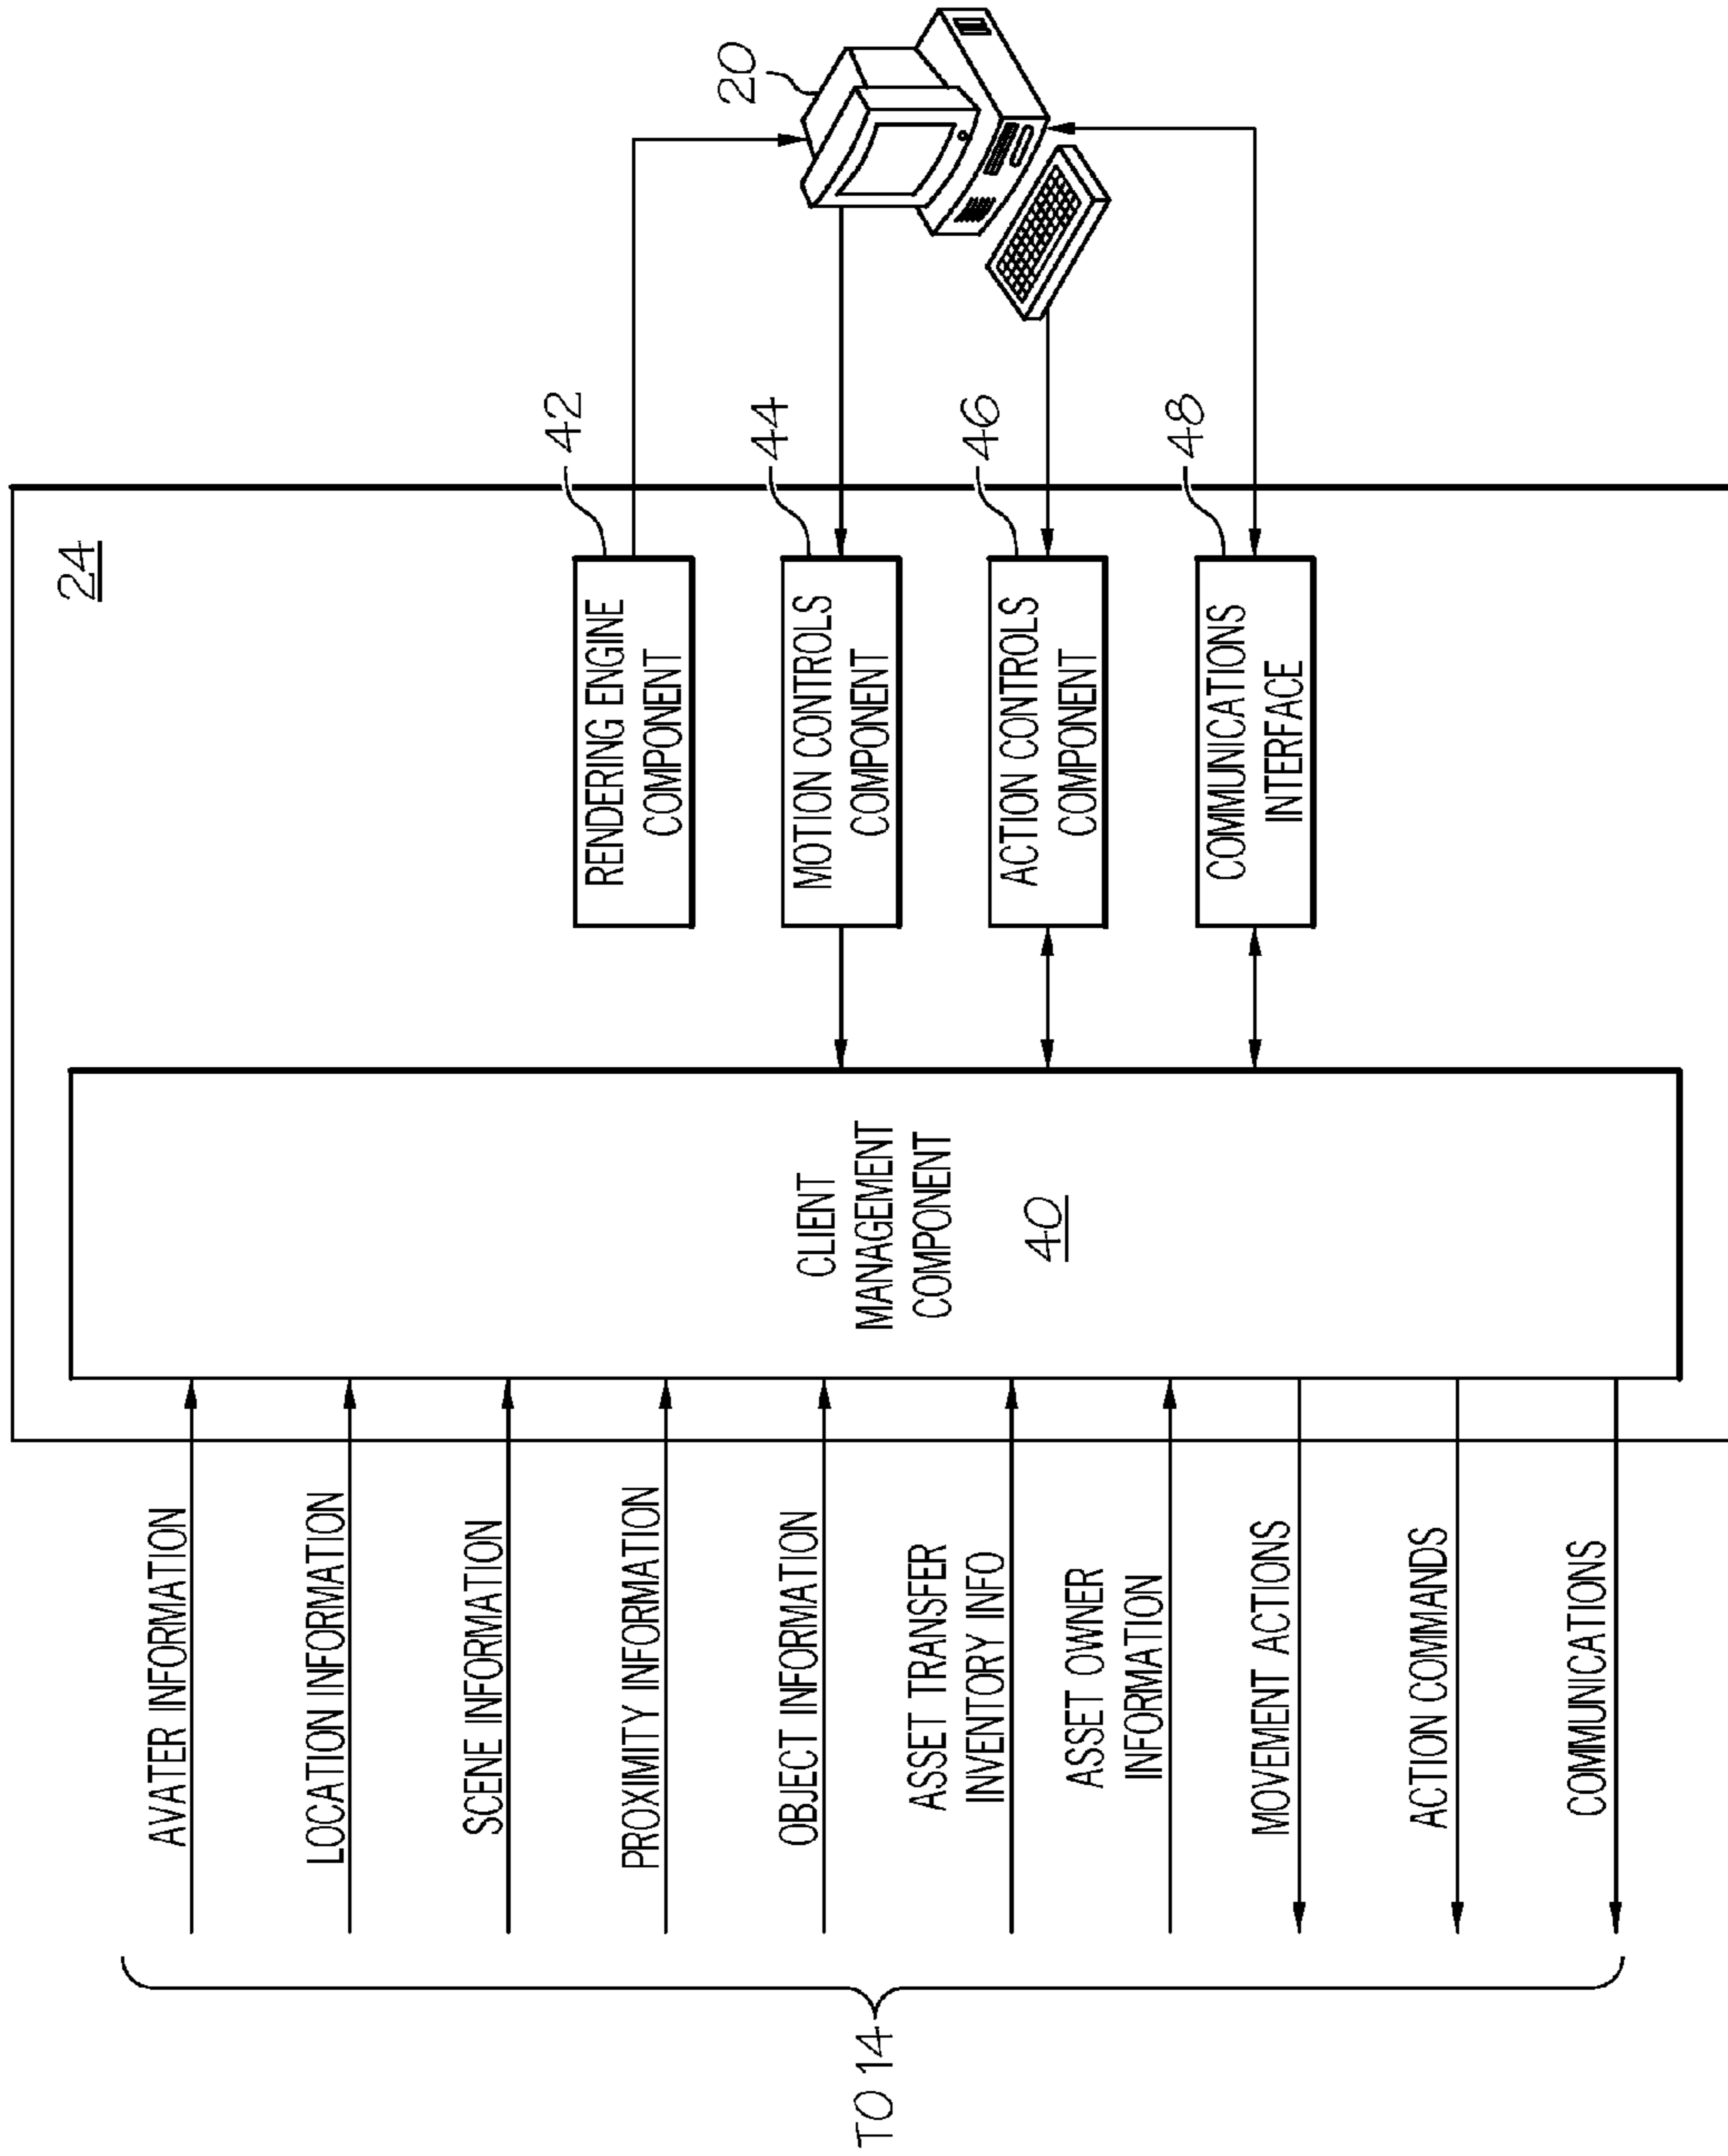 24
TO 14
AVATER INFORMATION
LOCATION INFORMATION
SCENE INFORMATION
PROXIMITY INFORMATION
OBJECT INFORMATION
ASSET TRANSFER
INVENTORY INFO
ASSET OWNER
INFORMATION
MOVEMENT ACTIONS
ACTION COMMANDS
COMMUNICATIONS
CLIENT
MANAGEMENT
COMPONENT
40
RENDERING ENGINE
COMPONENT
42
MOTION CONTROLS
COMPONENT
44
ACTION CONTROLS
COMPONENT
46
COMMUNICATIONS
INTERFACE
48
20